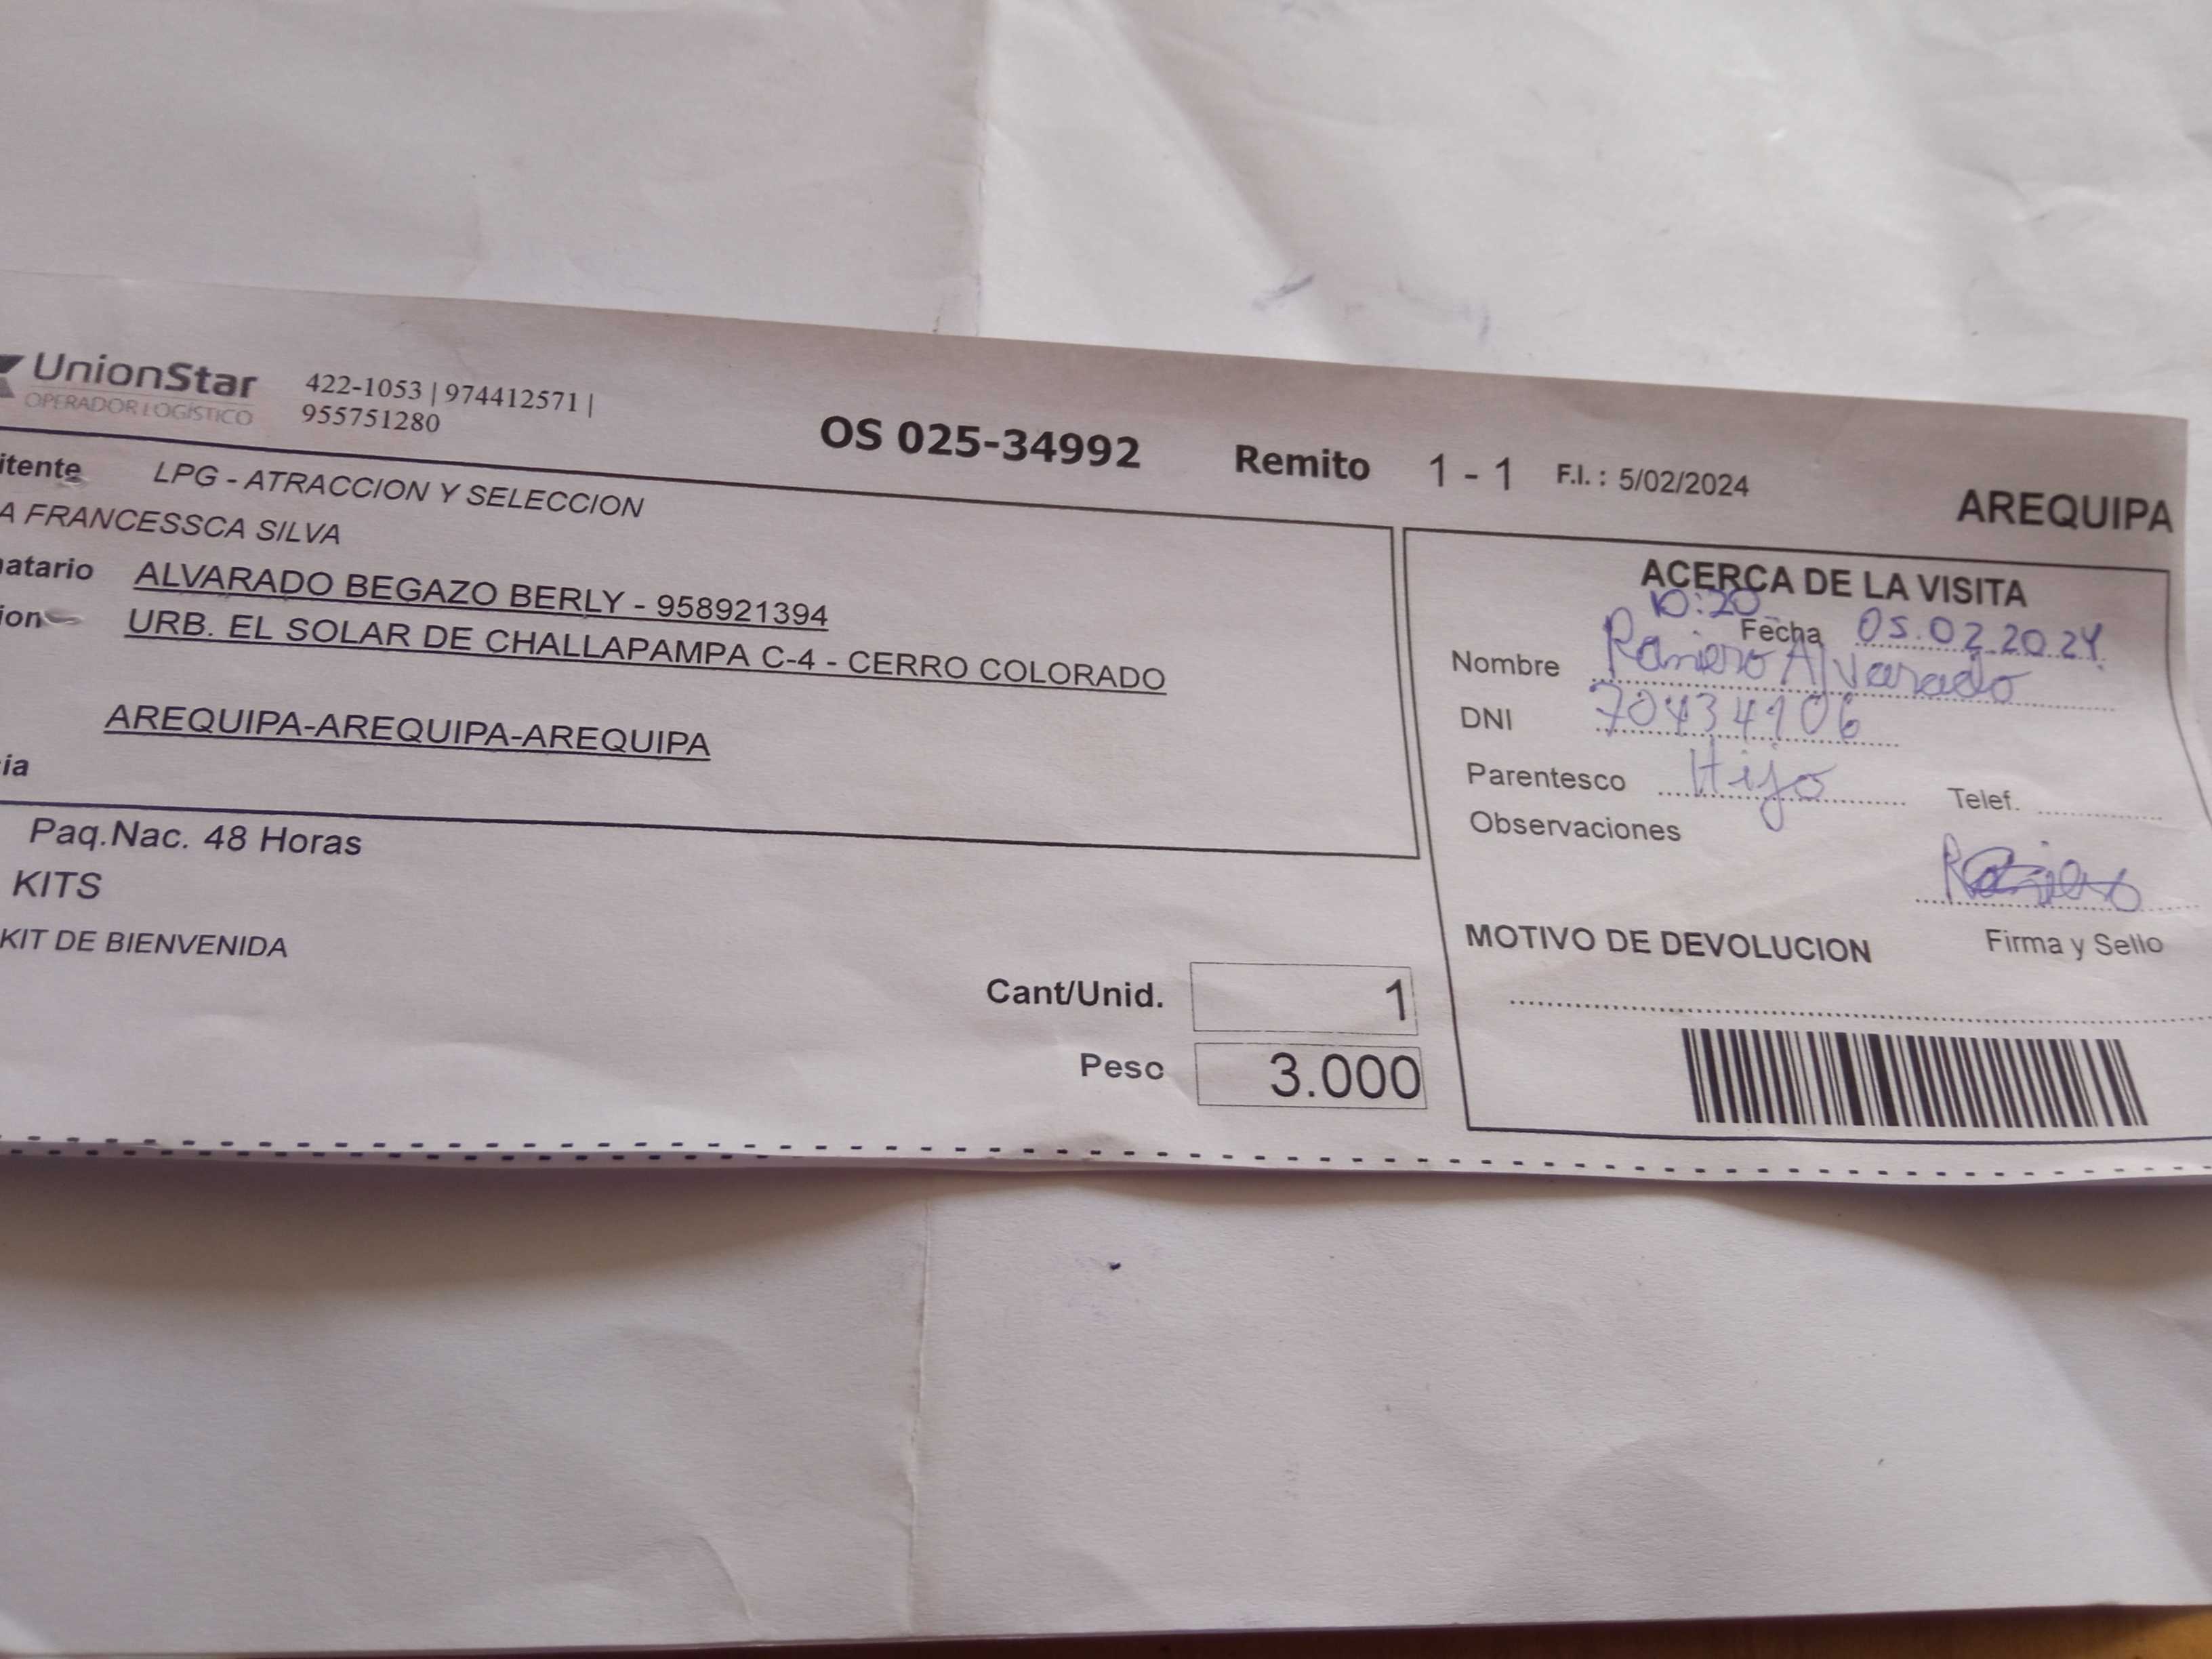 UnionStar
OPERADOR LOGÍSTICO
422-1053 | 974412571 |
955751280
OS 025-34992 Remito 1 - 1 F.I. : 5/02/2024 AREQUIPA
itente LPG - ATRACCION Y SELECCION
A FRANCESSCA SILVA
natario ALVARADO BEGAZO BERLY - 958921394
ion URB. EL SOLAR DE CHALLAPAMPA C-4 - CERRO COLORADO
AREQUIPA-AREQUIPA-AREQUIPA
ia
Paq.Nac. 48 Horas
KITS
KIT DE BIENVENIDA
Cant/Unid. 1
Peso 3.000
ACERCA DE LA VISITA
10:20 Fecha 05.02.2024.
Nombre Raniero Alvarado
DNI 70434106
Parentesco Hijo Telef.
Observaciones
Raniero
MOTIVO DE DEVOLUCION Firma y Sello